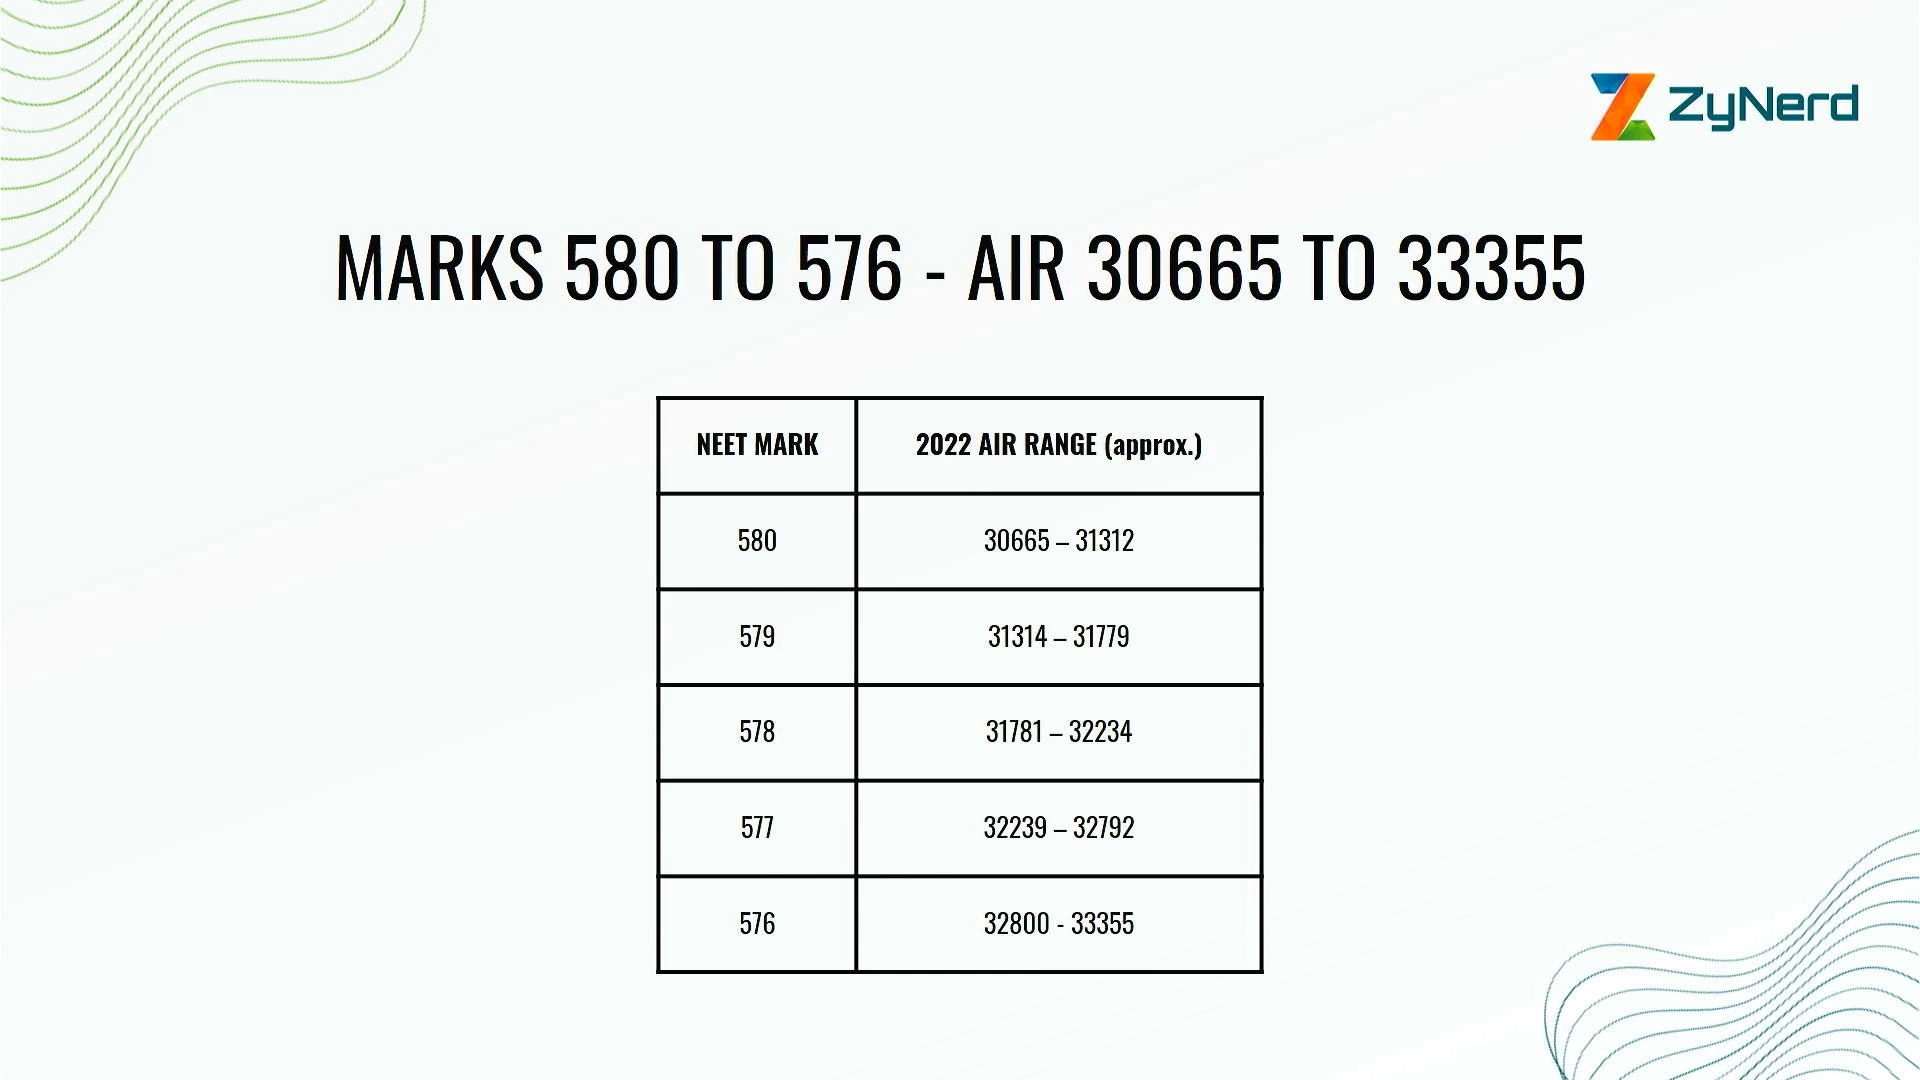 ZyNerd
MARKS 580 TO 576 - AIR 30665 TO 33355
NEET MARK 2022 AIR RANGE (approx.)
580 30665 – 31312
579 31314 – 31779
578 31781 – 32234
577 32239 – 32792
576 32800 - 33355